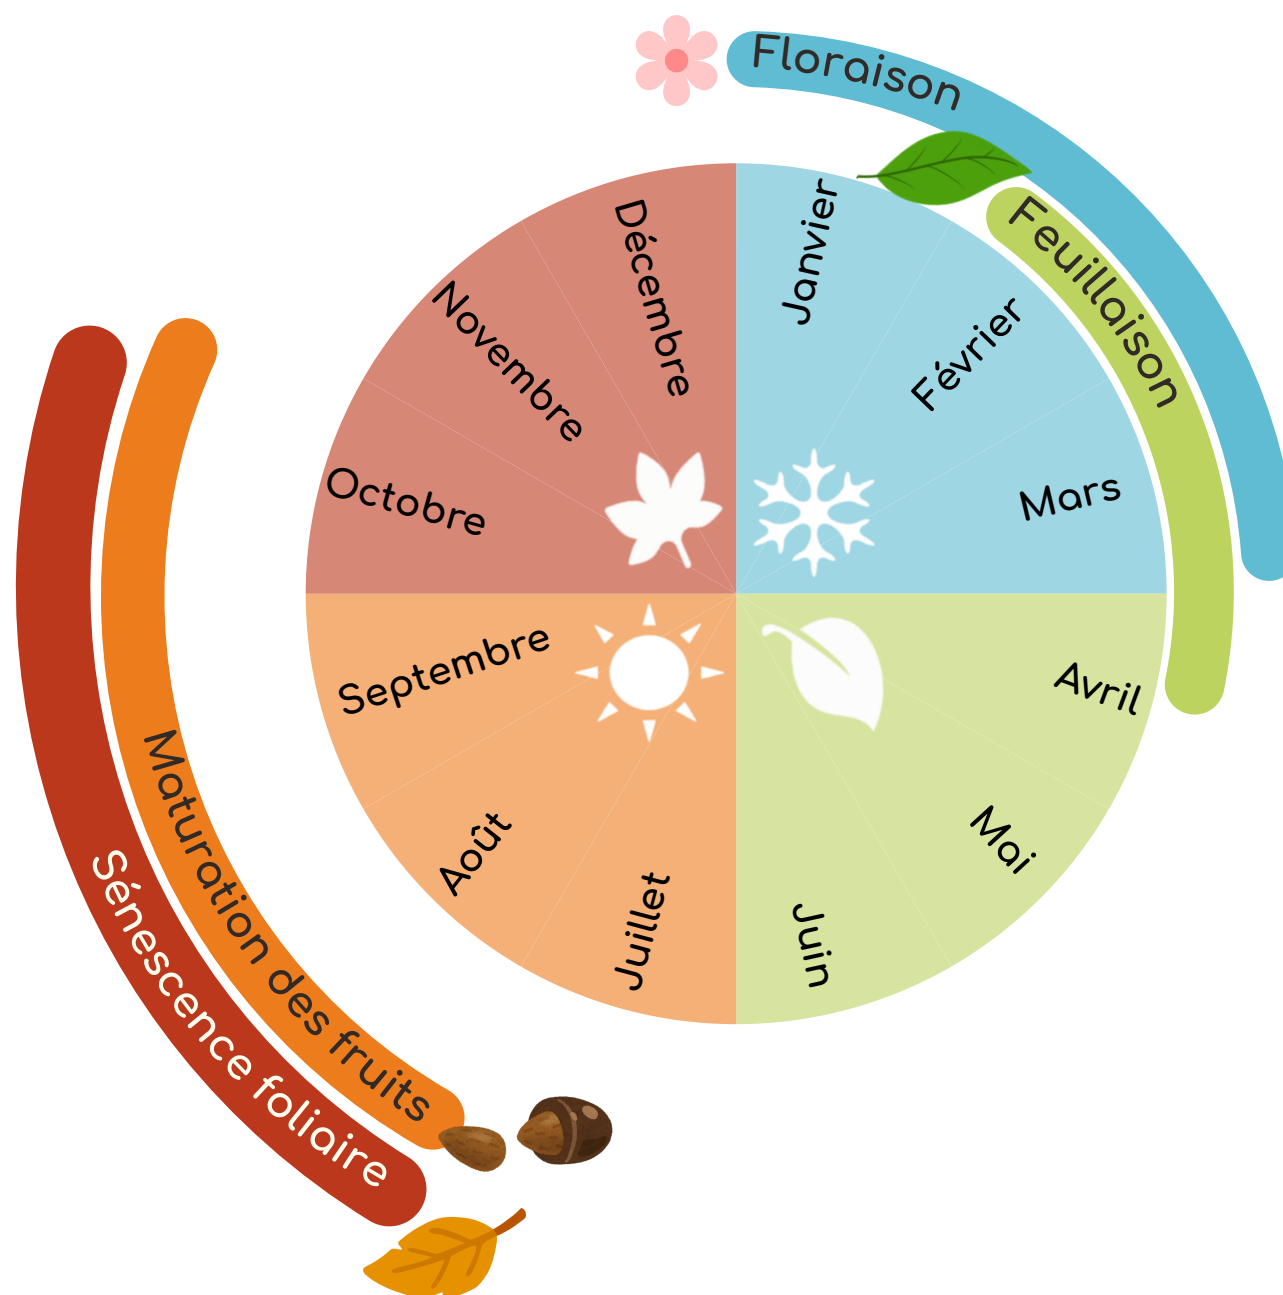 Floraison
Feuillaison
Janvier
Février
Mars
Avril
Mai
Juin
Juillet
Août
Septembre
Octobre
Novembre
Décembre
Maturation des fruits
Sénescence foliaire